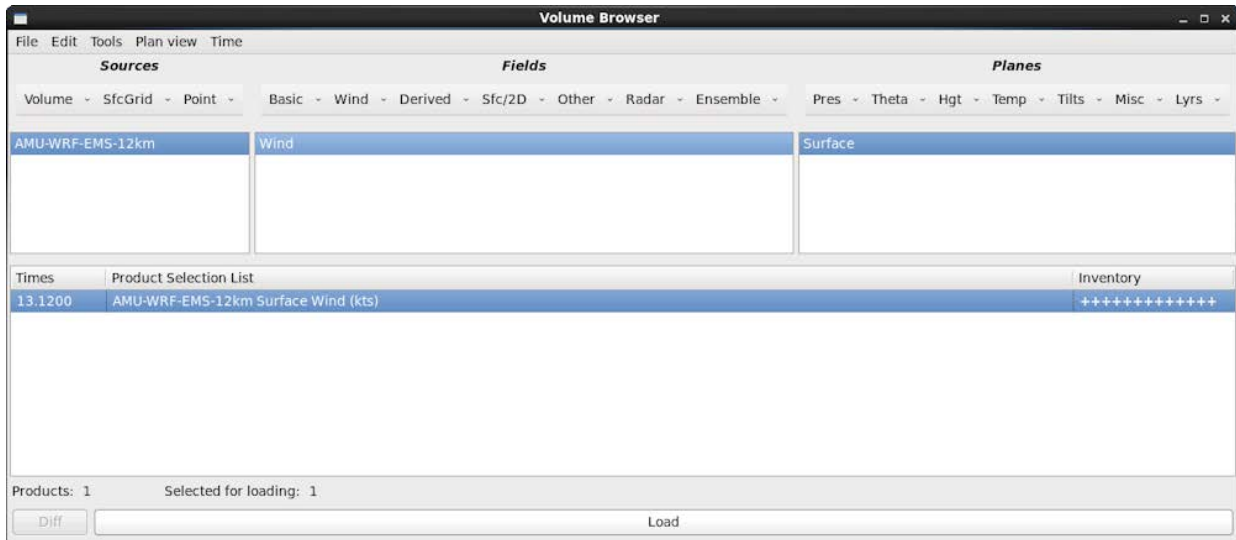 Volume Browser
File Edit Tools Plan view Time
Sources Fields Planes
Volume SfcGrid Point Basic Wind Derived Sfc/2D Other Radar Ensemble Pres Theta Hgt Temp Tilts Misc Lyrs
AMU-WRF-EMS-12km Wind Surface
Times Product Selection List Inventory
13.1200 AMU-WRF-EMS-12km Surface Wind (kts) +++++++++++++
Products: 1 Selected for loading: 1
Diff Load